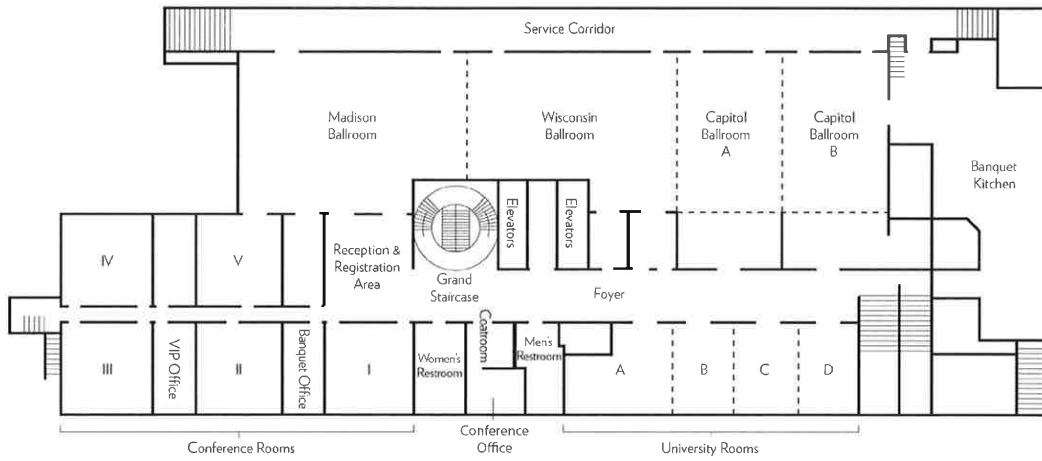 Service Corridor
Madison
Ballroom
Wisconsin
Ballroom
Capitol
Ballroom
A
Capitol
Ballroom
B
Banquet
Kitchen
Elevators
Elevators
IV
V
Reception &
Registration
Area
Grand
Staircase
Foyer
III
VIP Office
II
Banquet Office
I
Women's
Restroom
Coatroom
Men's
Restroom
A
B
C
D
Conference Rooms
Conference
Office
University Rooms